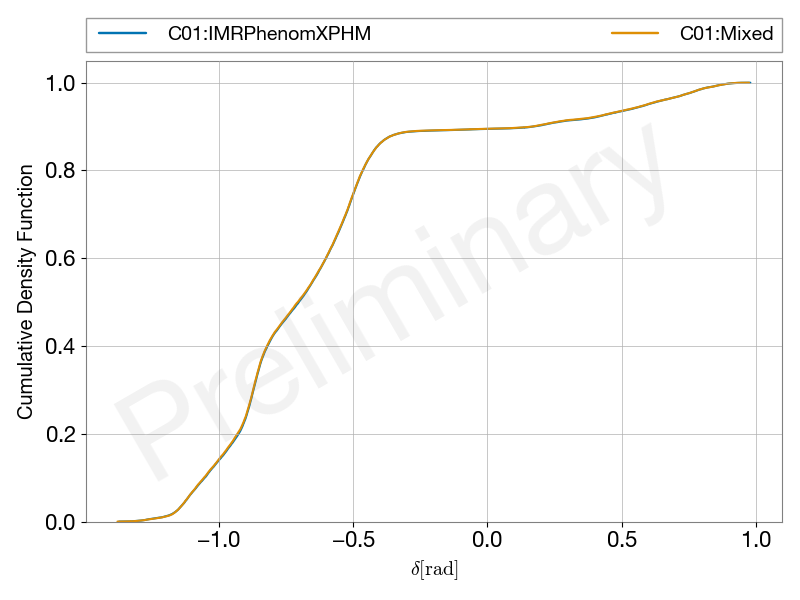 C01:IMRPhenomXPHM C01:Mixed
1.0
0.8
0.6
0.4
0.2
0.0
Cumulative Density Function
Preliminary
−1.0 −0.5 0.0 0.5 1.0
δ[rad]